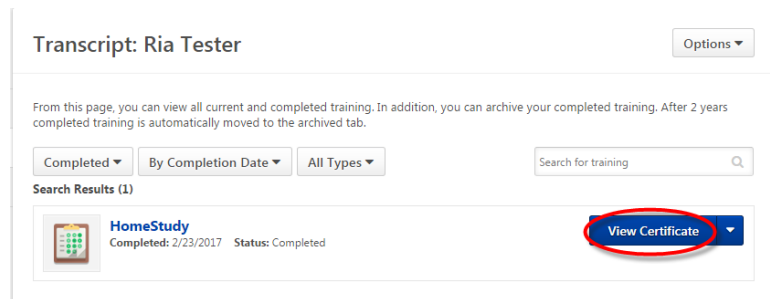 Transcript: Ria Tester
Options
From this page, you can view all current and completed training. In addition, you can archive your completed training. After 2 years
completed training is automatically moved to the archived tab.
Completed By Completion Date All Types Search for training
Search Results (1)
HomeStudy
Completed: 2/23/2017 Status: Completed
View Certificate